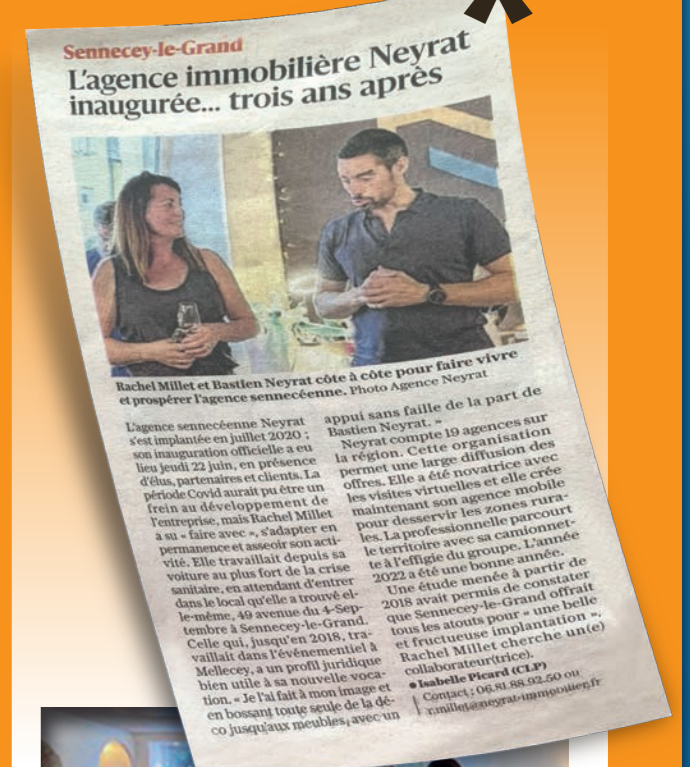 Sennecey-le-Grand
L'agence immobilière Neyrat
inaugurée... trois ans après
Rachel Millet et Bastien Neyrat côte à côte pour faire vivre
et prospérer l'agence sennecéenne. Photo Agence Neyrat
L'agence sennecéenne Neyrat
s'est implantée en juillet 2020 ;
son inauguration officielle a eu
lieu jeudi 22 juin, en présence
d'élus, partenaires et clients. La
période Covid aurait pu être un
frein au développement de
l'entreprise, mais Rachel Millet
a su « faire avec », s'adapter en
permanence et asseoir son acti-
vité. Elle travaillait depuis sa
voiture au plus fort de la crise
sanitaire, en attendant d'entrer
dans le local qu'elle a trouvé el-
le-même, 49 avenue du 4-Sep-
tembre à Sennecey-le-Grand.
Celle qui, jusqu'en 2018, tra-
vaillait dans l'événementiel à
Mellecey, a un profil juridique
bien utile à sa nouvelle voca-
tion. « Je l'ai fait à mon image et
en bossant toute seule de la dé-
co jusqu'aux meubles, avec un
appui sans faille de la part de
Bastien Neyrat. »
Neyrat compte 19 agences sur
la région. Cette organisation
permet une large diffusion des
offres. Elle a été novatrice avec
les visites virtuelles et elle crée
maintenant son agence mobile
pour desservir les zones rura-
les. La professionnelle parcourt
le territoire avec sa camionnet-
te à l'effigie du groupe. L'année
2022 a été une bonne année.
Une étude menée à partir de
2018 avait permis de constater
que Sennecey-le-Grand offrait
tous les atouts pour « une belle
et fructueuse implantation ».
Rachel Millet cherche un(e)
collaborateur(trice).
• Isabelle Picard (CLP)
Contact : 06.81.88.92.50 ou
r.millet@neyrat-immobilier.fr